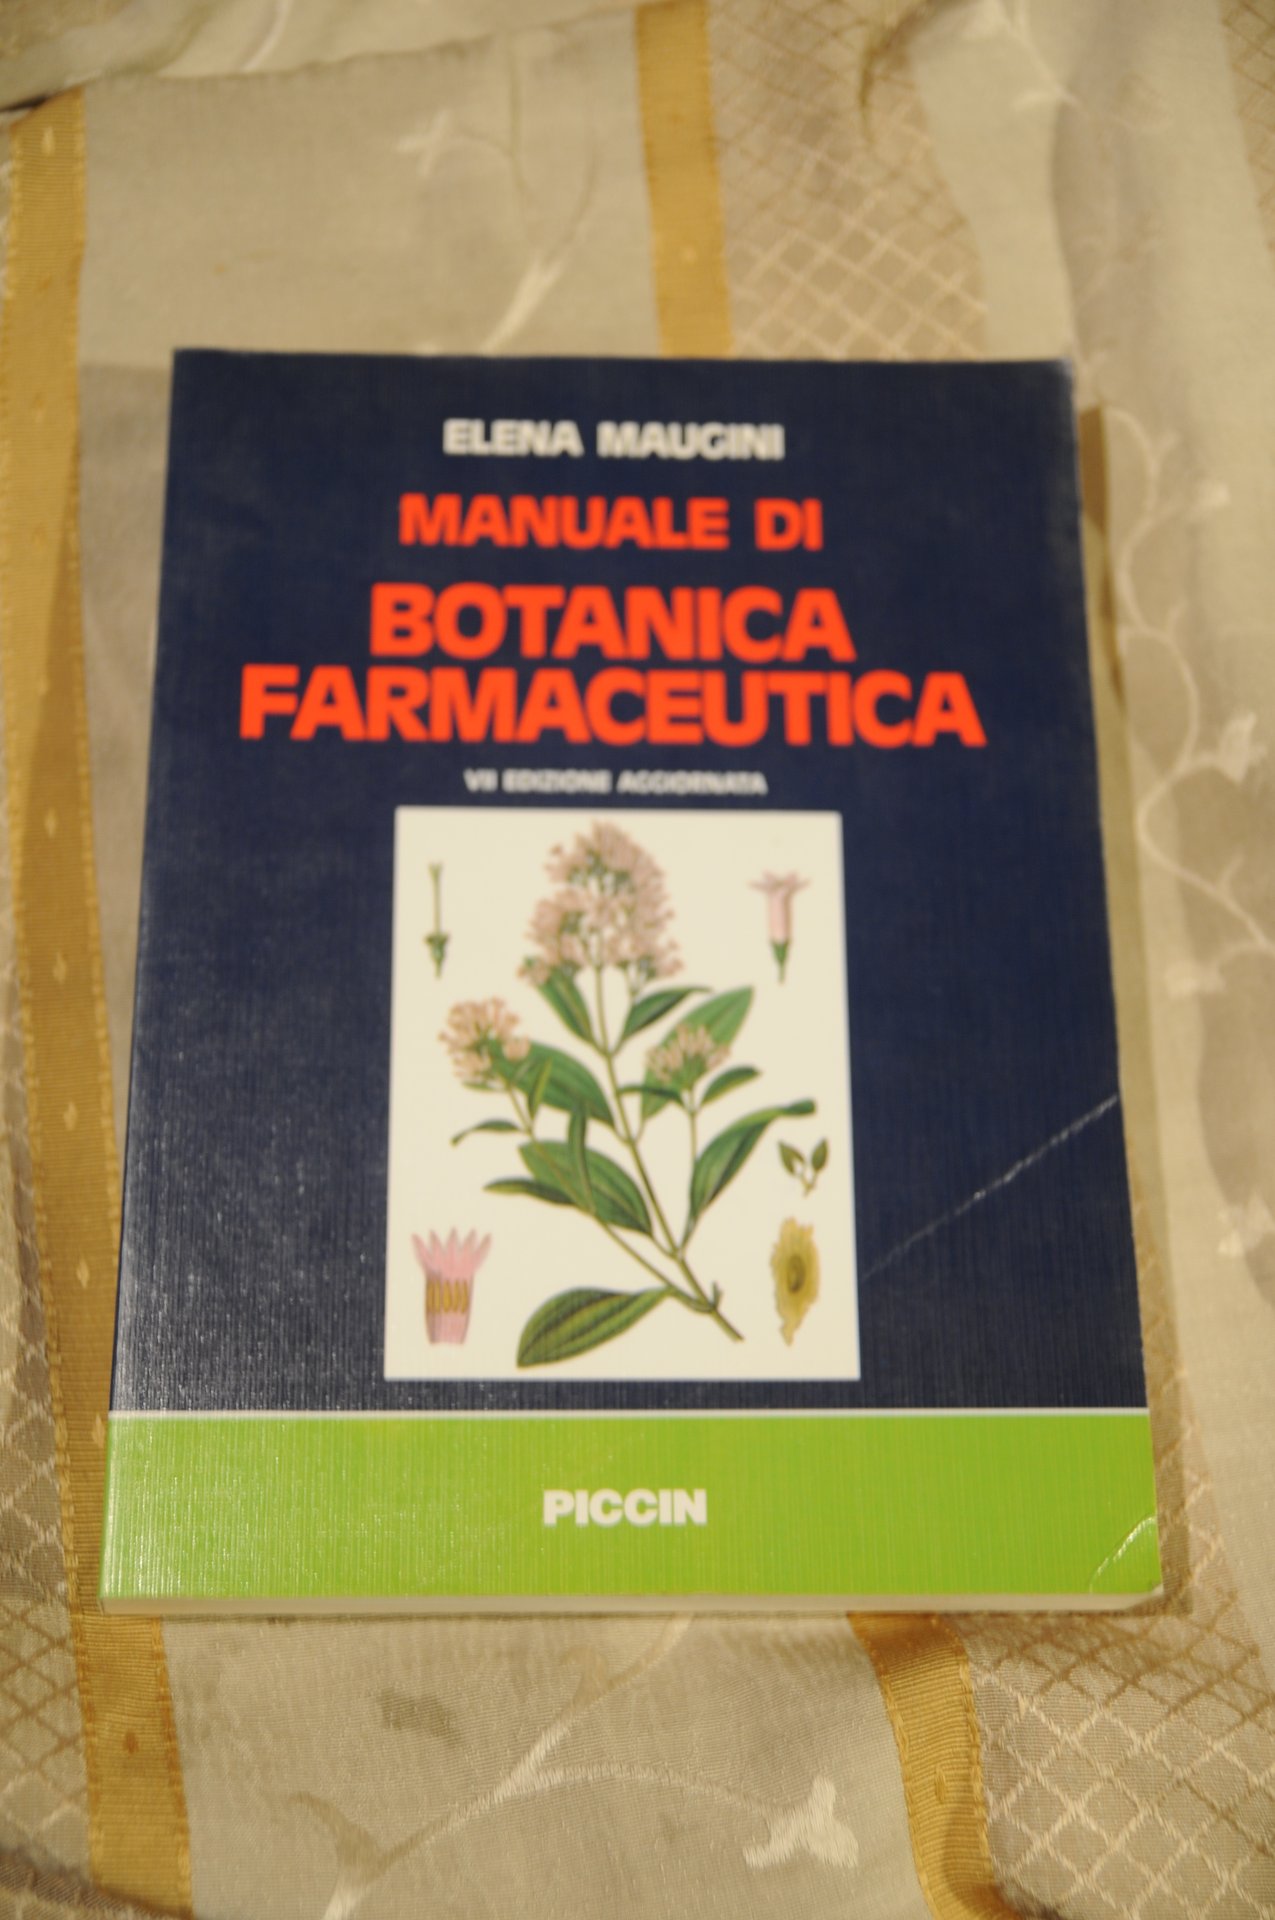 ELENA MAUGINI
MANUALE DI
BOTANICA
FARMACEUTICA
VII EDIZIONE AGGIORNATA
PICCIN